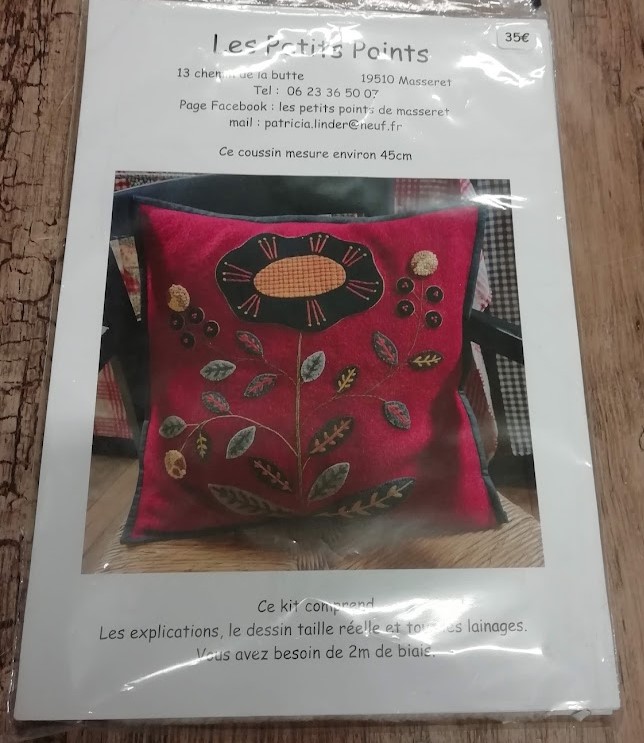 35€
Les Petits Points
13 chemin de la butte 19510 Masseret
Tel : 06 23 36 50 07
Page Facebook : les petits points de masseret
mail : patricia.linder@neuf.fr
Ce coussin mesure environ 45cm
Ce kit comprend
Les explications, le dessin taille réelle et tous les lainages.
Vous avez besoin de 2m de biais.